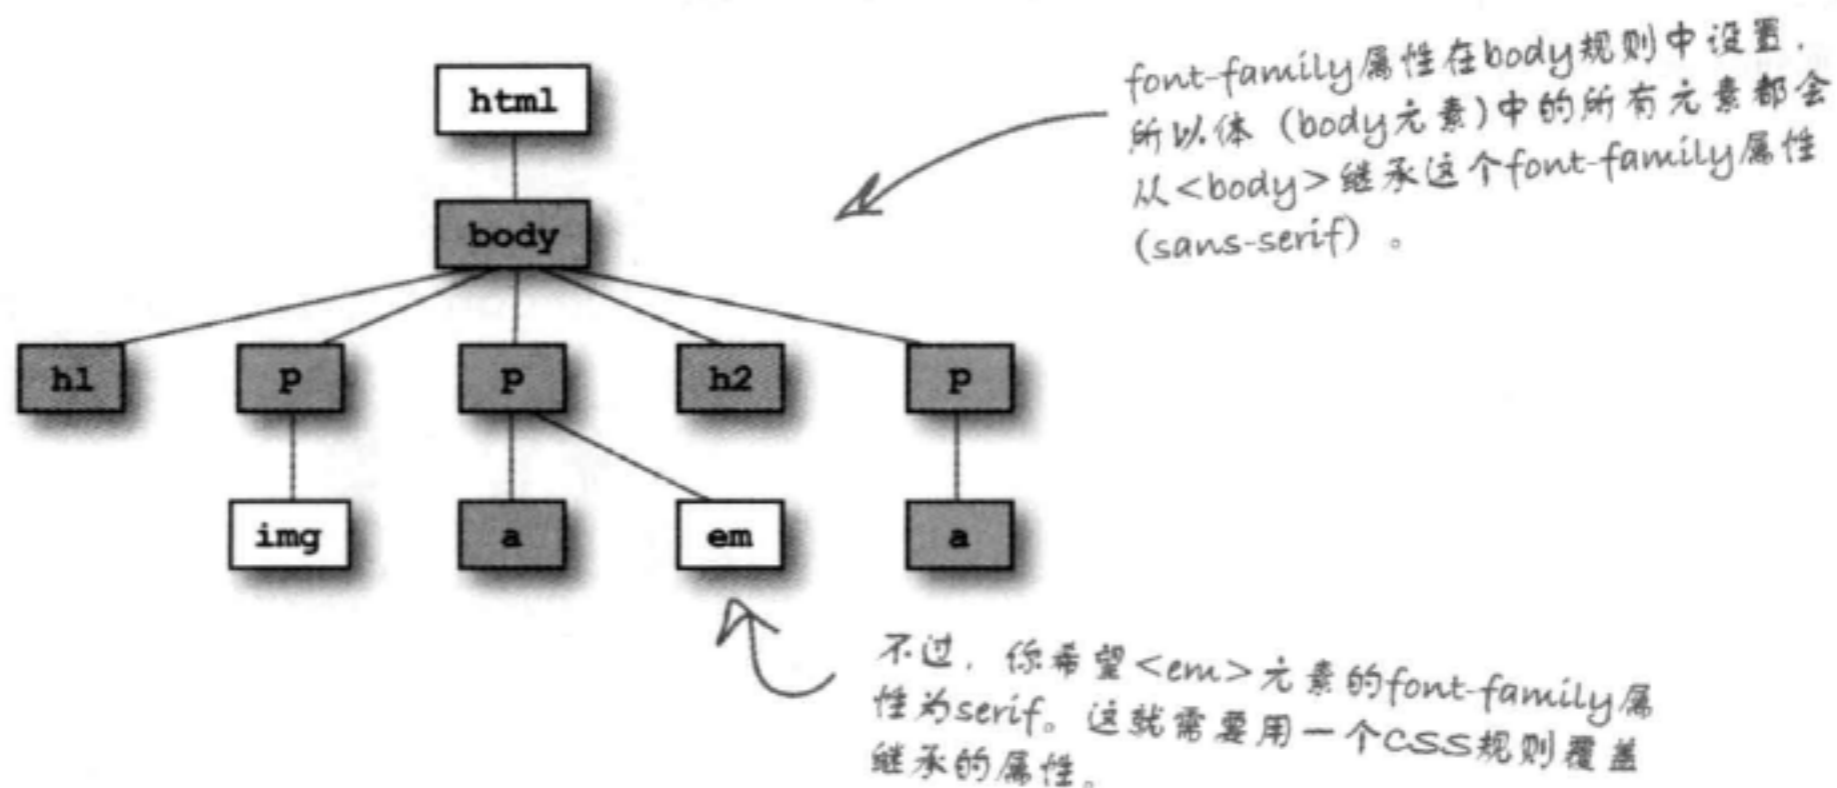 html
font-family属性在body规则中设置，
所以体（body元素)中的所有元素都会
从<body>继承这个font-family属性
(sans-serif) 。
body
h1 p p h2 p
img a em a
不过，你希望<em>元素的font-family属
性为serif。这就需要用一个CSS规则覆盖
继承的属性。